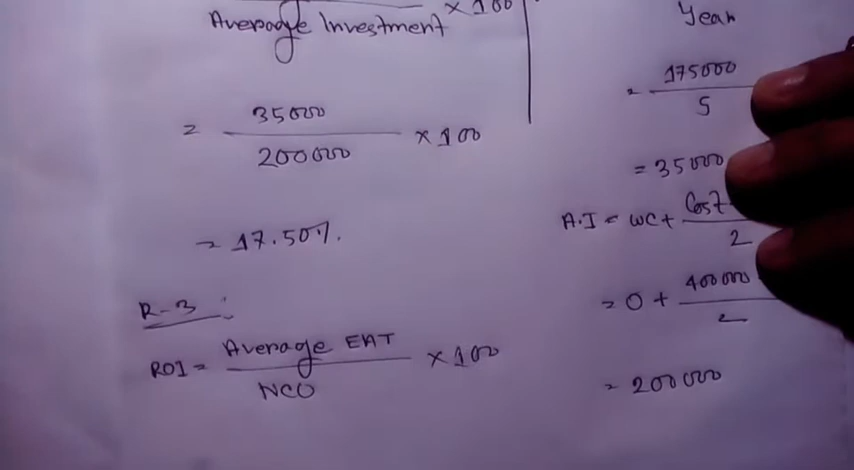 Average Investment × 100
= 35000
200000 × 100
= 17.50%.
R-3 :
ROI = Average EAT
NCO × 100
Year
= 175000
5
= 35000
A.I = WC + Cost
2
= 0 + 400000
2
= 200000